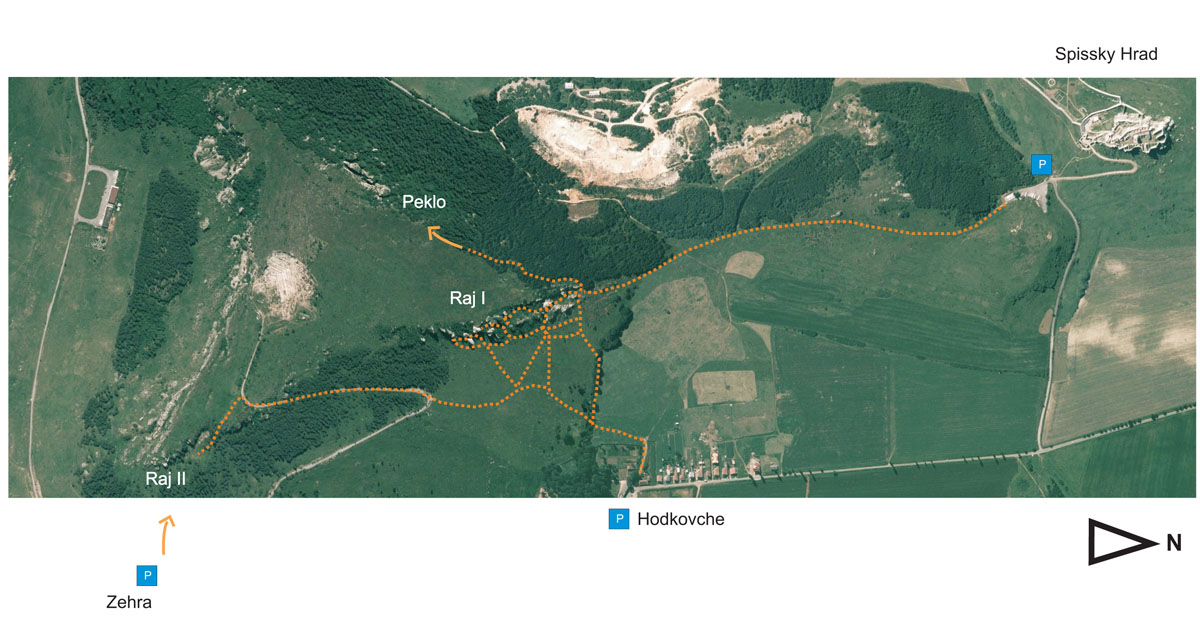 Spissky Hrad
P
Peklo
Raj I
Raj II
P Hodkovche
N
P
Zehra